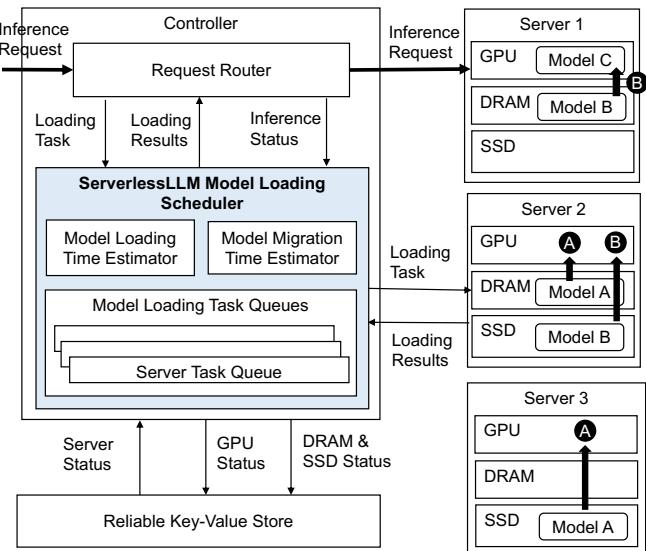 Controller
Inference
Request
Request Router
Inference
Request
Loading
Task
Loading
Results
Inference
Status
ServerlessLLM Model Loading
Scheduler
Model Loading
Time Estimator
Model Migration
Time Estimator
Model Loading Task Queues
Server Task Queue
Loading
Task
Loading
Results
Server
Status
GPU
Status
DRAM &
SSD Status
Reliable Key-Value Store
Server 1
GPU
Model C
B
DRAM
Model B
SSD
Server 2
GPU
A
B
DRAM
Model A
SSD
Model B
Server 3
GPU
A
DRAM
SSD
Model A